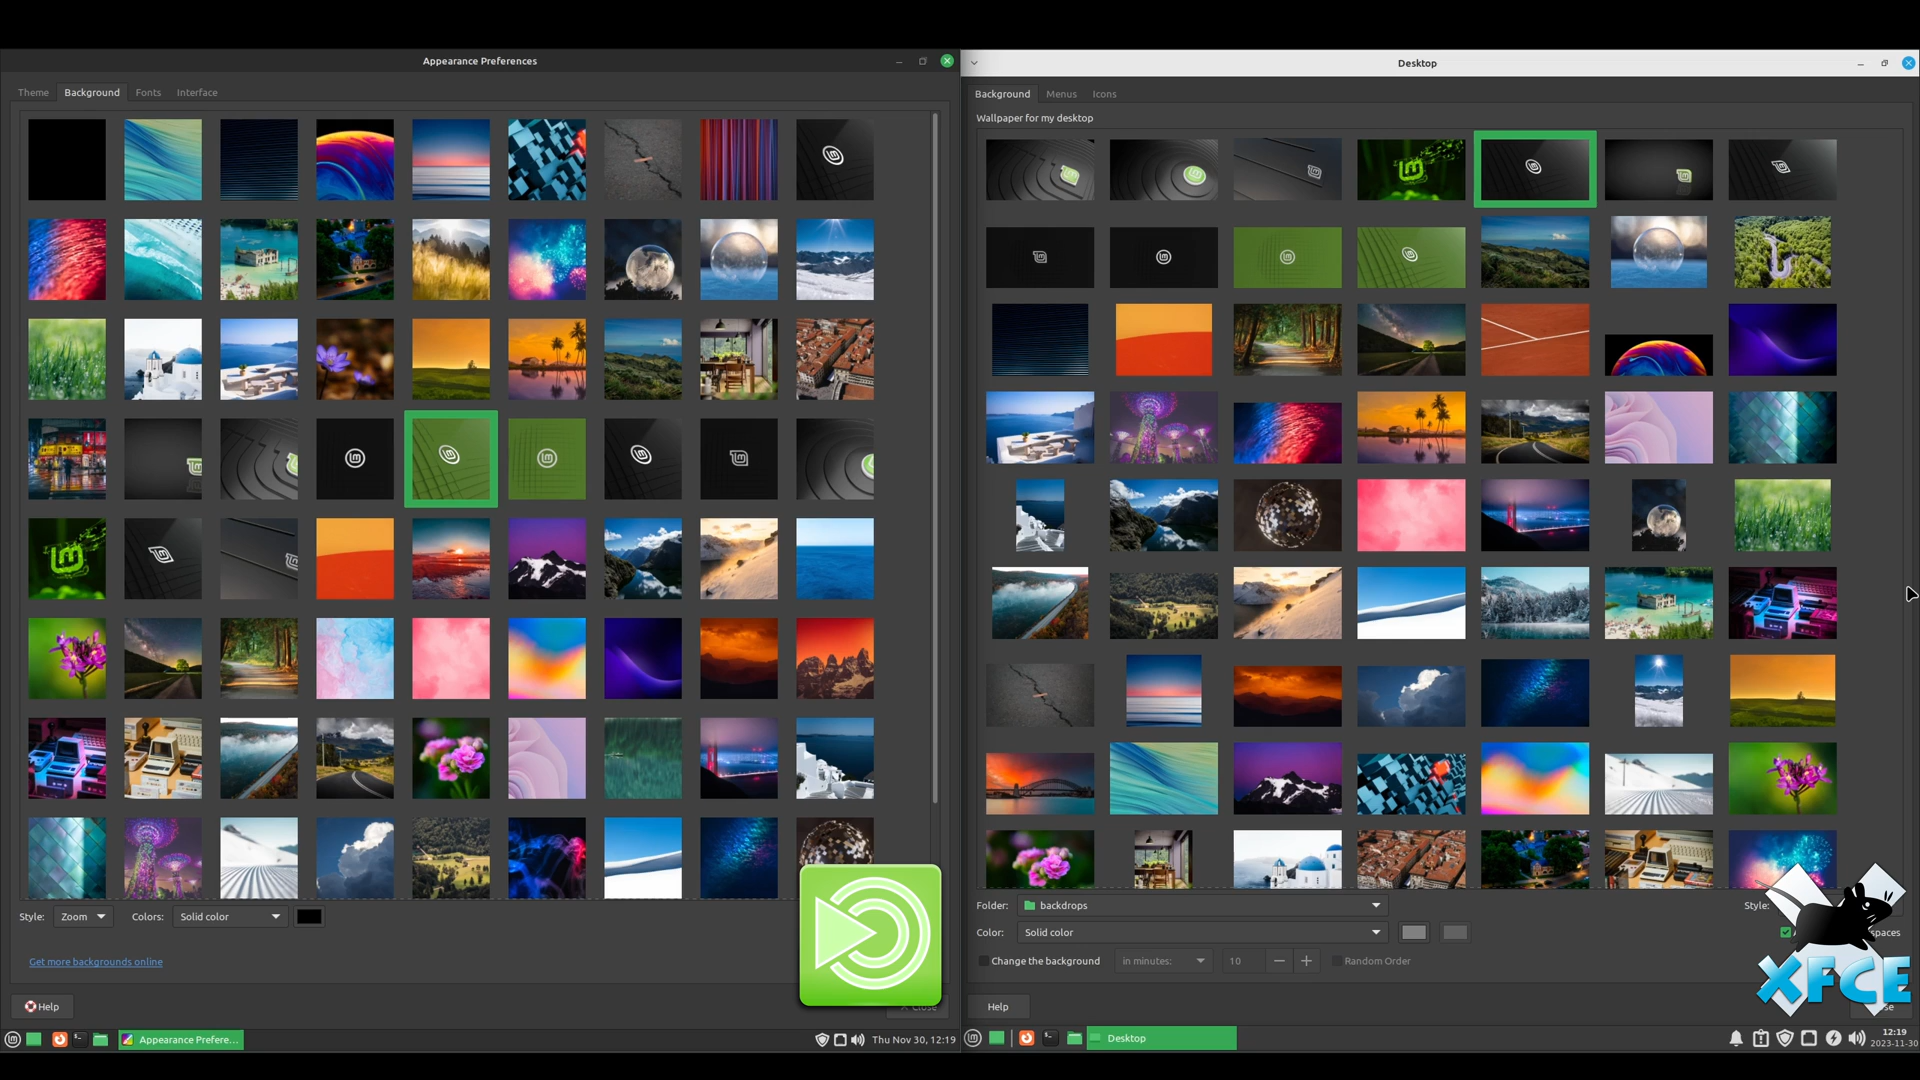 Appearance Preferences
Theme Background Fonts Interface
Style: Zoom Colors: Solid color
Get more backgrounds online
Help
Close
Appearance Prefere...
Thu Nov 30, 12:19
Desktop
Background Menus Icons
Wallpaper for my desktop
Folder: backdrops Style:
Color: Solid color
spaces
Change the background in minutes: 10 Random Order
XFCE
Help
Desktop
12:19
2023-11-30